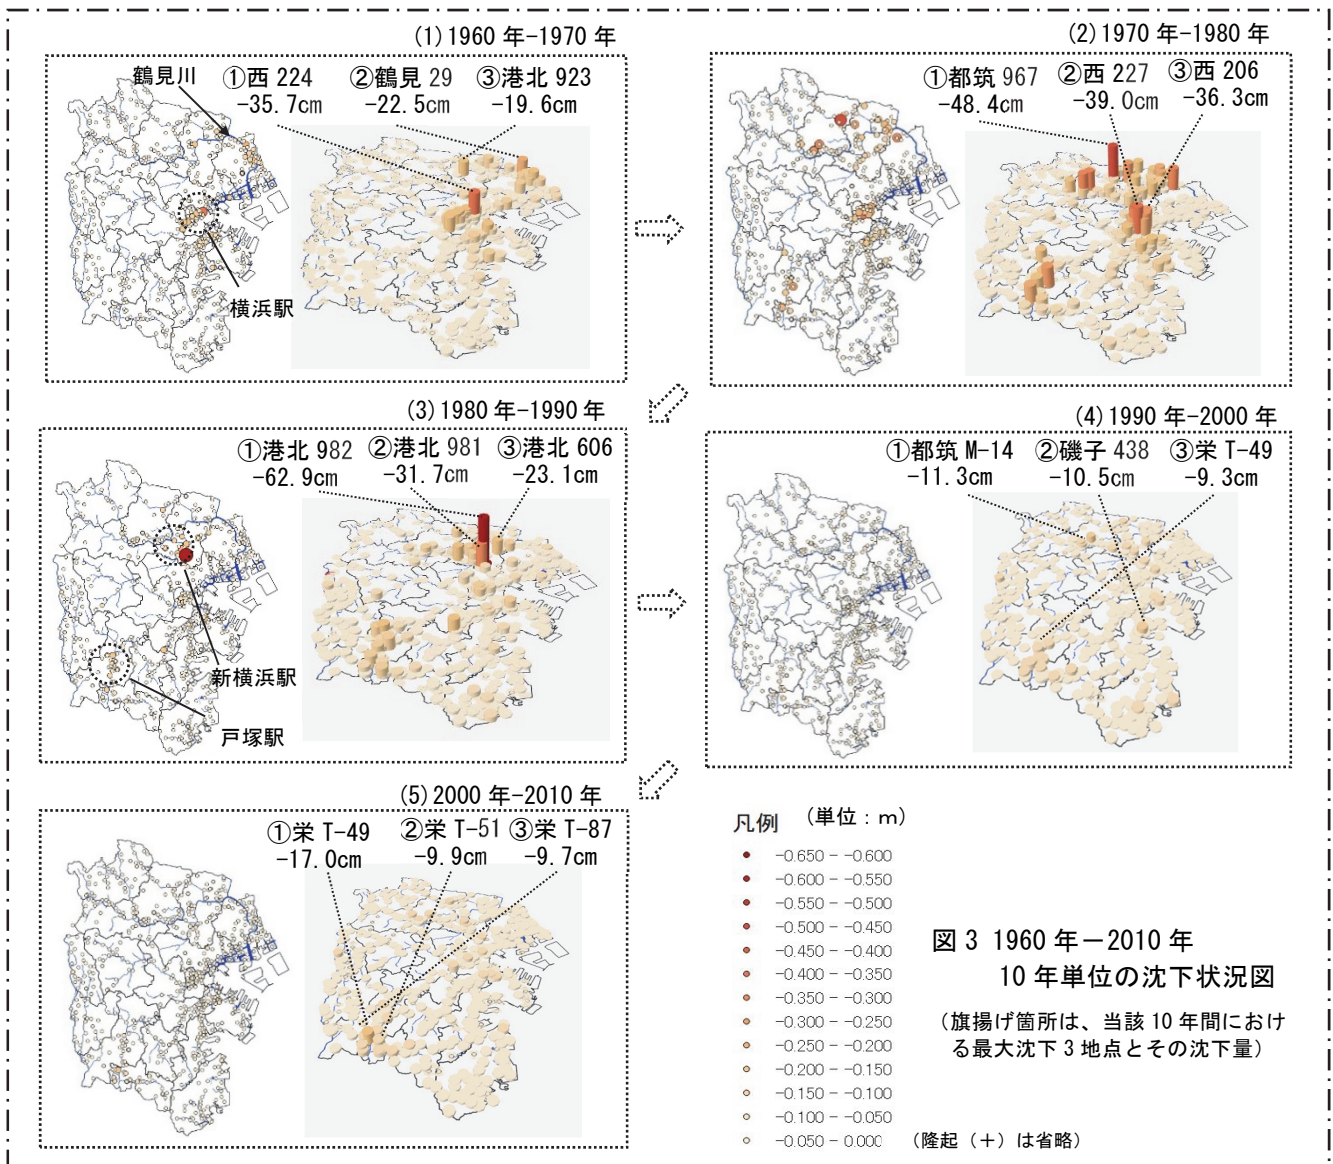 (1)1960 年-1970 年
鶴見川
①西 224
②鶴見 29
③港北 923
-35.7cm
-22.5cm
-19.6cm
横浜駅
(2)1970 年-1980 年
①都筑 967
②西 227
③西 206
-48.4cm
-39.0cm
-36.3cm
(3)1980 年-1990 年
①港北 982
②港北 981
③港北 606
-62.9cm
-31.7cm
-23.1cm
新横浜駅
戸塚駅
(4)1990 年-2000 年
①都筑 M-14
②磯子 438
③栄 T-49
-11.3cm
-10.5cm
-9.3cm
(5)2000 年-2010 年
①栄 T-49
②栄 T-51
③栄 T-87
-17.0cm
-9.9cm
-9.7cm
凡例 (単位:m)
-0.650 - -0.600
-0.600 - -0.550
-0.550 - -0.500
-0.500 - -0.450
-0.450 - -0.400
-0.400 - -0.350
-0.350 - -0.300
-0.300 - -0.250
-0.250 - -0.200
-0.200 - -0.150
-0.150 - -0.100
-0.100 - -0.050
-0.050 - 0.000 (隆起(+)は省略)
図 3 1960 年-2010 年
10 年単位の沈下状況図
(旗揚げ箇所は、当該 10 年間におけ
る最大沈下 3 地点とその沈下量)